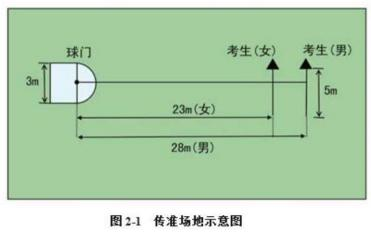 球门
考生(女) 考生(男)
3m
5m
23m(女)
28m(男)
图 2-1 传准场地示意图